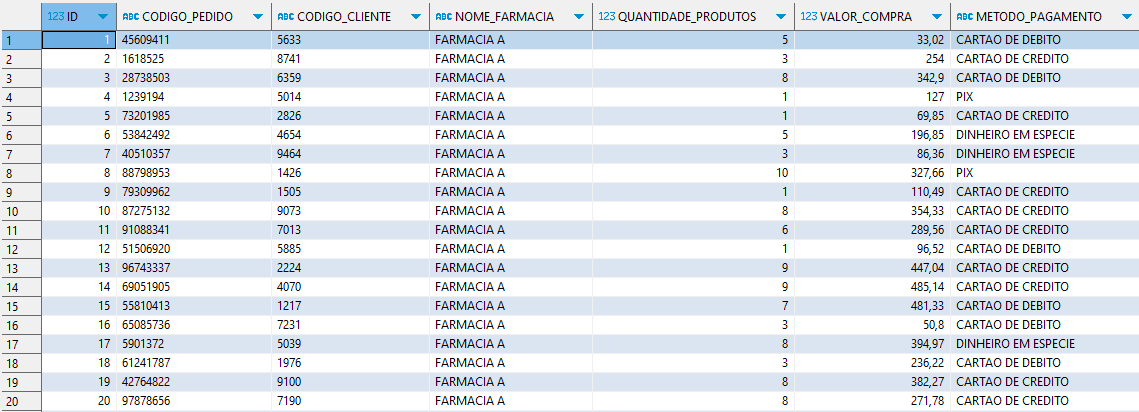 123 ID ABC CODIGO_PEDIDO ABC CODIGO_CLIENTE ABC NOME_FARMACIA 123 QUANTIDADE_PRODUTOS 123 VALOR_COMPRA ABC METODO_PAGAMENTO
1 1 45609411 5633 FARMACIA A 5 33,02 CARTAO DE DEBITO
2 2 1618525 8741 FARMACIA A 3 254 CARTAO DE CREDITO
3 3 28738503 6359 FARMACIA A 8 342,9 CARTAO DE DEBITO
4 4 1239194 5014 FARMACIA A 1 127 PIX
5 5 73201985 2826 FARMACIA A 1 69,85 CARTAO DE CREDITO
6 6 53842492 4654 FARMACIA A 5 196,85 DINHEIRO EM ESPECIE
7 7 40510357 9464 FARMACIA A 3 86,36 DINHEIRO EM ESPECIE
8 8 88798953 1426 FARMACIA A 10 327,66 PIX
9 9 79309962 1505 FARMACIA A 1 110,49 CARTAO DE CREDITO
10 10 87275132 9073 FARMACIA A 8 354,33 CARTAO DE CREDITO
11 11 91088341 7013 FARMACIA A 6 289,56 CARTAO DE CREDITO
12 12 51506920 5885 FARMACIA A 1 96,52 CARTAO DE DEBITO
13 13 96743337 2224 FARMACIA A 9 447,04 CARTAO DE CREDITO
14 14 69051905 4070 FARMACIA A 9 485,14 CARTAO DE CREDITO
15 15 55810413 1217 FARMACIA A 7 481,33 CARTAO DE DEBITO
16 16 65085736 7231 FARMACIA A 3 50,8 CARTAO DE DEBITO
17 17 5901372 5039 FARMACIA A 8 394,97 DINHEIRO EM ESPECIE
18 18 61241787 1976 FARMACIA A 3 236,22 CARTAO DE DEBITO
19 19 42764822 9100 FARMACIA A 8 382,27 CARTAO DE CREDITO
20 20 97878656 7190 FARMACIA A 8 271,78 CARTAO DE CREDITO